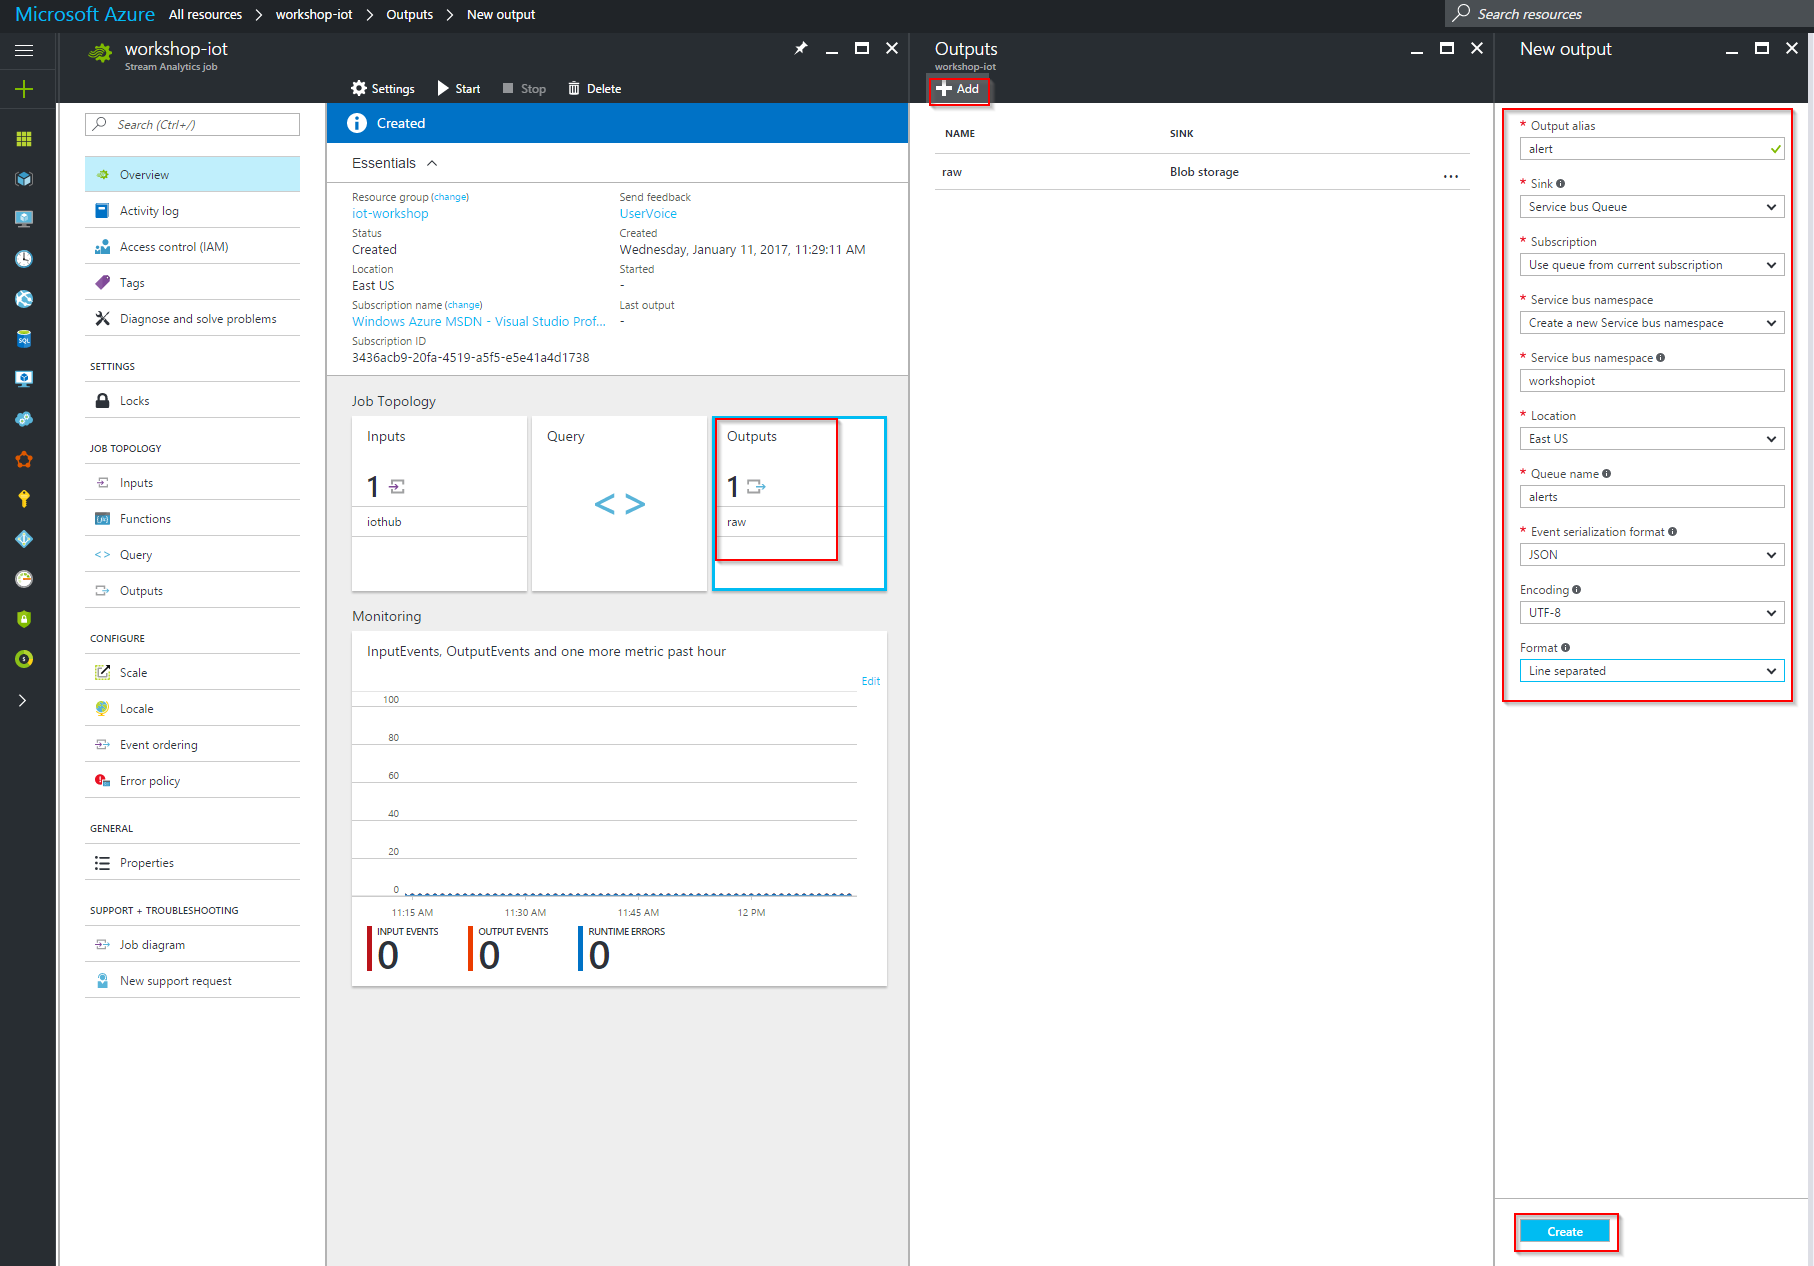 Microsoft Azure All resources > workshop-iot > Outputs > New output
Search resources
workshop-iot
Stream Analytics job
Settings
Start
Stop
Delete
Search (Ctrl+/)
Overview
Activity log
Access control (IAM)
Tags
Diagnose and solve problems
SETTINGS
Locks
JOB TOPOLOGY
Inputs
Functions
Query
Outputs
CONFIGURE
Scale
Locale
Event ordering
Error policy
GENERAL
Properties
SUPPORT + TROUBLESHOOTING
Job diagram
New support request
Created
Essentials
Resource group (change)
iot-workshop
Status
Created
Location
East US
Subscription name (change)
Windows Azure MSDN - Visual Studio Prof...
Subscription ID
3436acb9-20fa-4519-a5f5-e5e41a4d1738
Send feedback
UserVoice
Created
Wednesday, January 11, 2017, 11:29:11 AM
Started
-
Last output
-
Job Topology
Inputs
1
iothub
Query
< >
Outputs
1
raw
Monitoring
InputEvents, OutputEvents and one more metric past hour
Edit
100
80
60
40
20
0
11:15 AM 11:30 AM 11:45 AM 12 PM
INPUT EVENTS
0
OUTPUT EVENTS
0
RUNTIME ERRORS
0
Outputs
workshop-iot
Add
NAME SINK
raw Blob storage ...
New output
* Output alias
alert
* Sink
Service bus Queue
* Subscription
Use queue from current subscription
* Service bus namespace
Create a new Service bus namespace
* Service bus namespace
workshopiot
* Location
East US
* Queue name
alerts
* Event serialization format
JSON
Encoding
UTF-8
Format
Line separated
Create